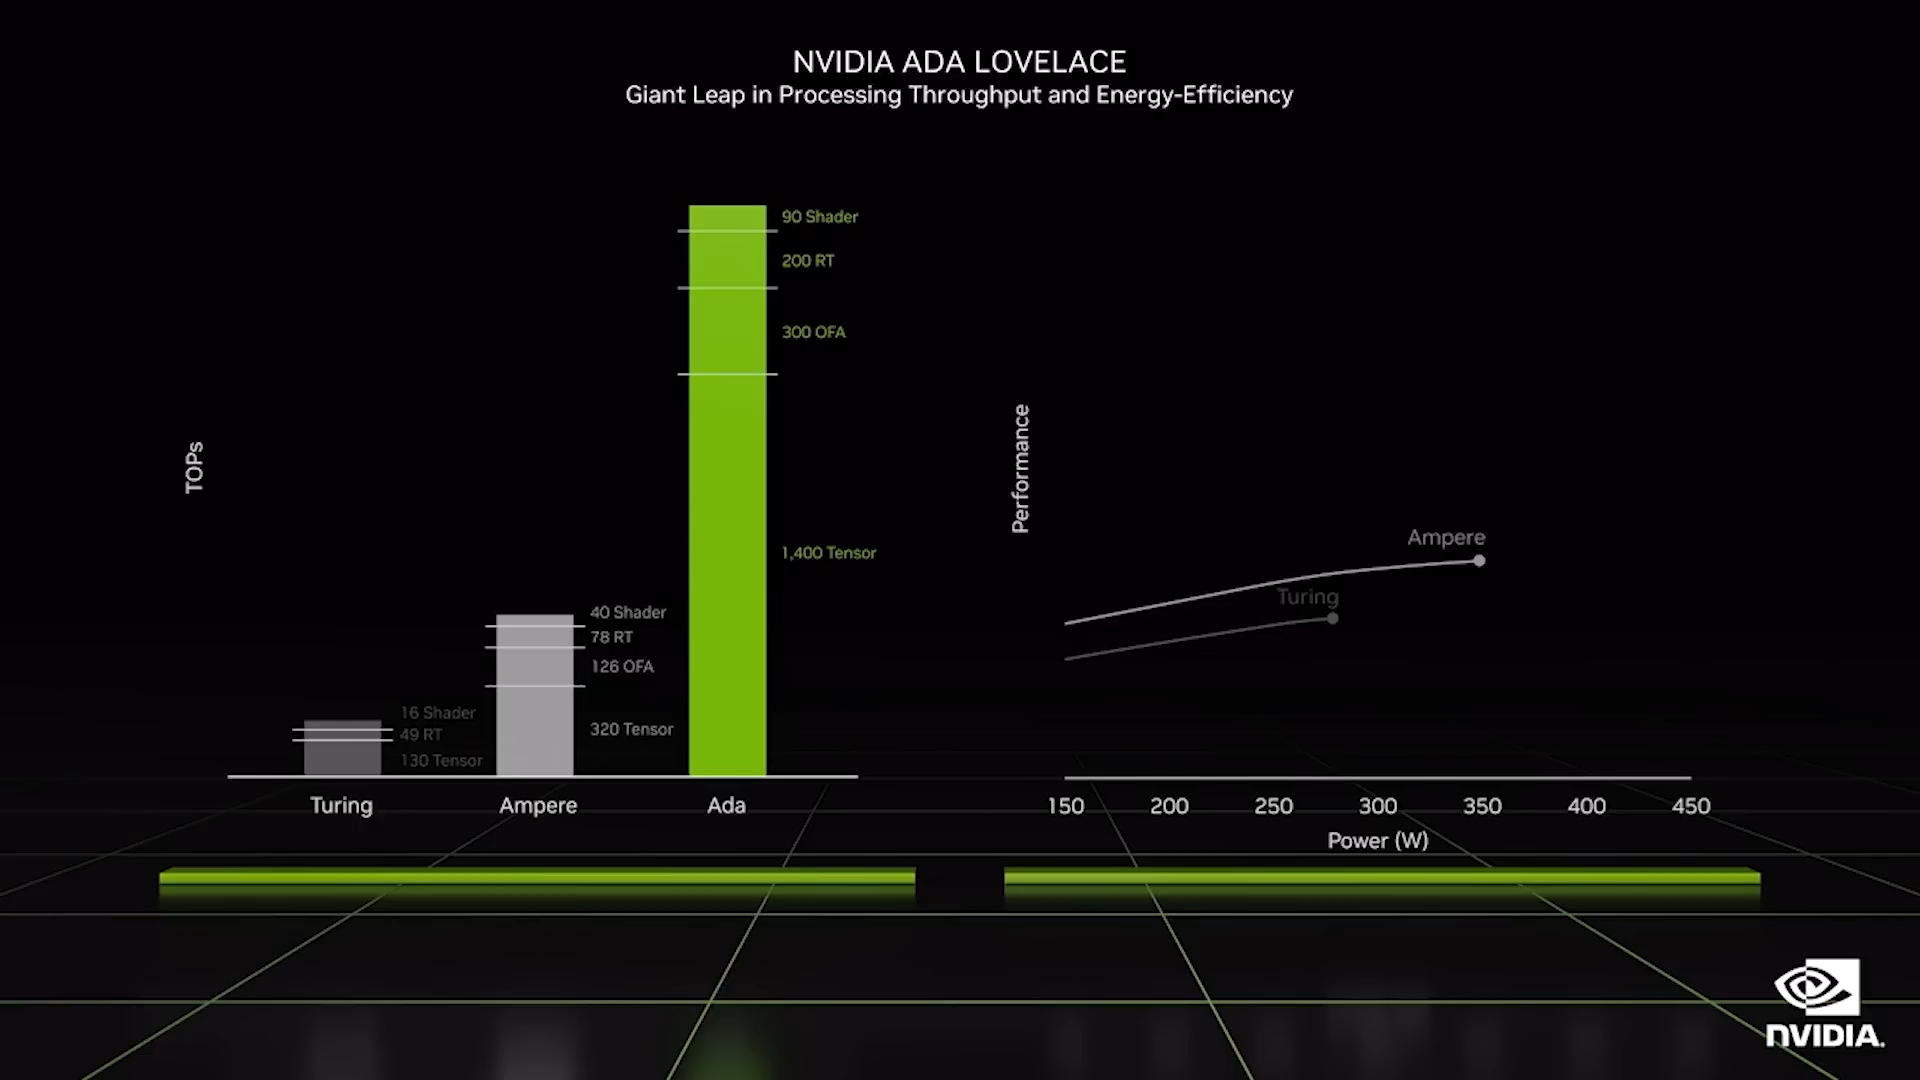 NVIDIA ADA LOVELACE
Giant Leap in Processing Throughput and Energy-Efficiency
TOPs
90 Shader
200 RT
300 OFA
1,400 Tensor
40 Shader
78 RT
126 OFA
320 Tensor
16 Shader
49 RT
130 Tensor
Turing
Ampere
Ada
Performance
Ampere
Turing
150 200 250 300 350 400 450
Power (W)
NVIDIA.